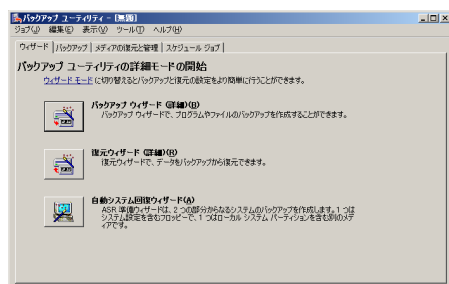 バックアップ ユーティリティ - [無題]
ジョブ(J) 編集(E) 表示(V) ツール(T) ヘルプ(H)
ウィザード バックアップ メディアの復元と管理 スケジュール ジョブ
バックアップ ユーティリティの詳細モードの開始
ウィザード モードに切り替えるとバックアップと復元の設定をより簡単に行うことができます。
バックアップ ウィザード (詳細)(B)
バックアップ ウィザードで、プログラムやファイルのバックアップを作成することができます。
復元ウィザード (詳細)(R)
復元ウィザードで、データをバックアップから復元できます。
自動システム回復ウィザード(A)
ASR 準備ウィザードは、2 つの部分からなるシステムのバックアップを作成します。1 つは
システム設定を含むフロッピーで、1 つはローカル システム パーティションを含む別のメデ
ィアです。